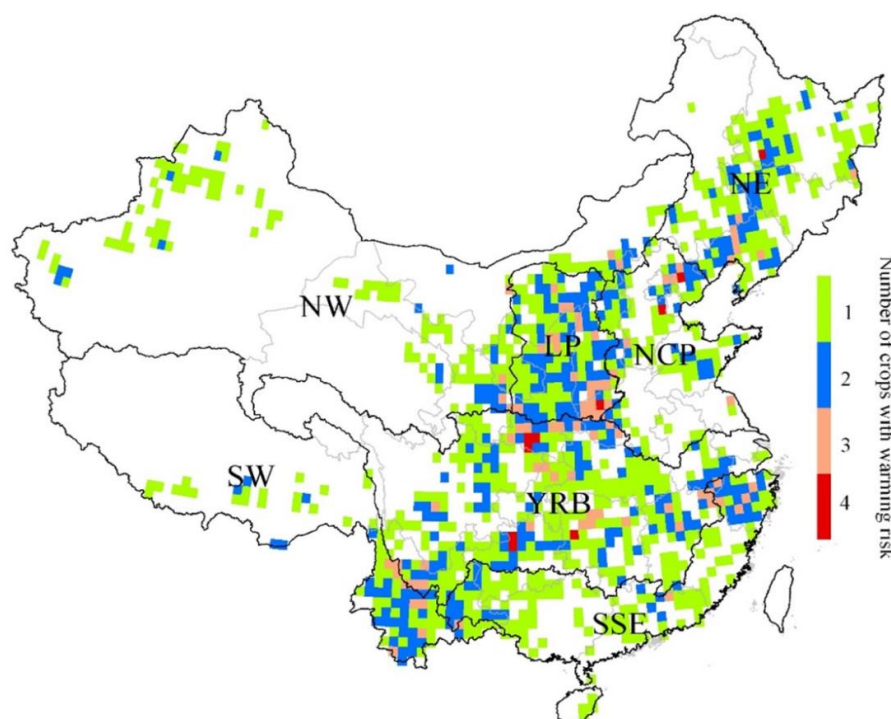 NE
NW
LP
NCP
SW
YRB
SSE
Number of crops with warming risk
1
2
3
4